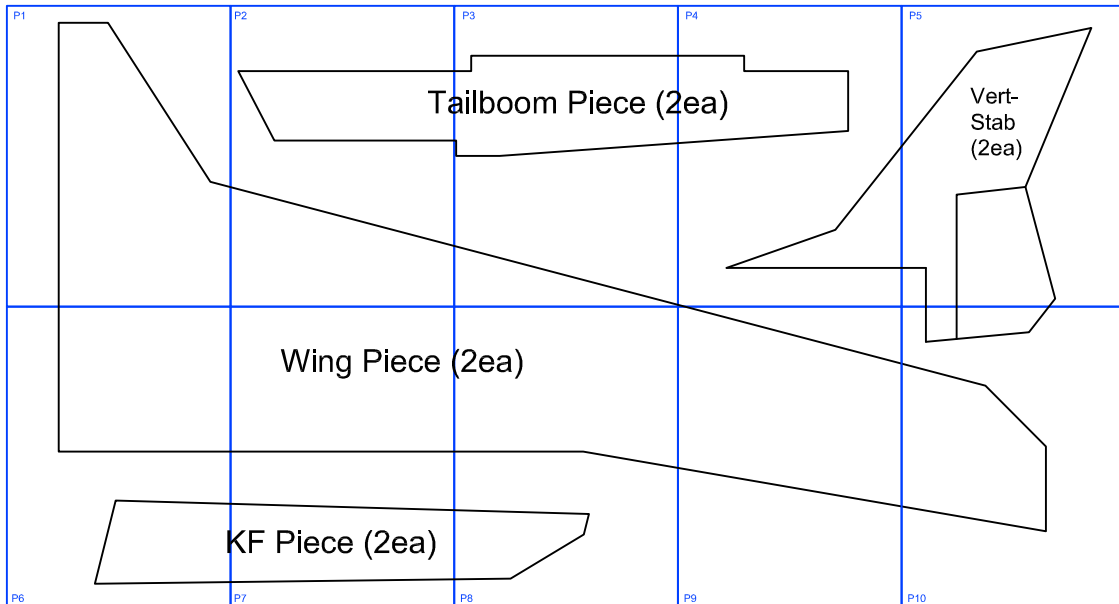 P1
P2
P3
P4
P5
Tailboom Piece (2ea)
Vert-
Stab
(2ea)
Wing Piece (2ea)
KF Piece (2ea)
P6
P7
P8
P9
P10